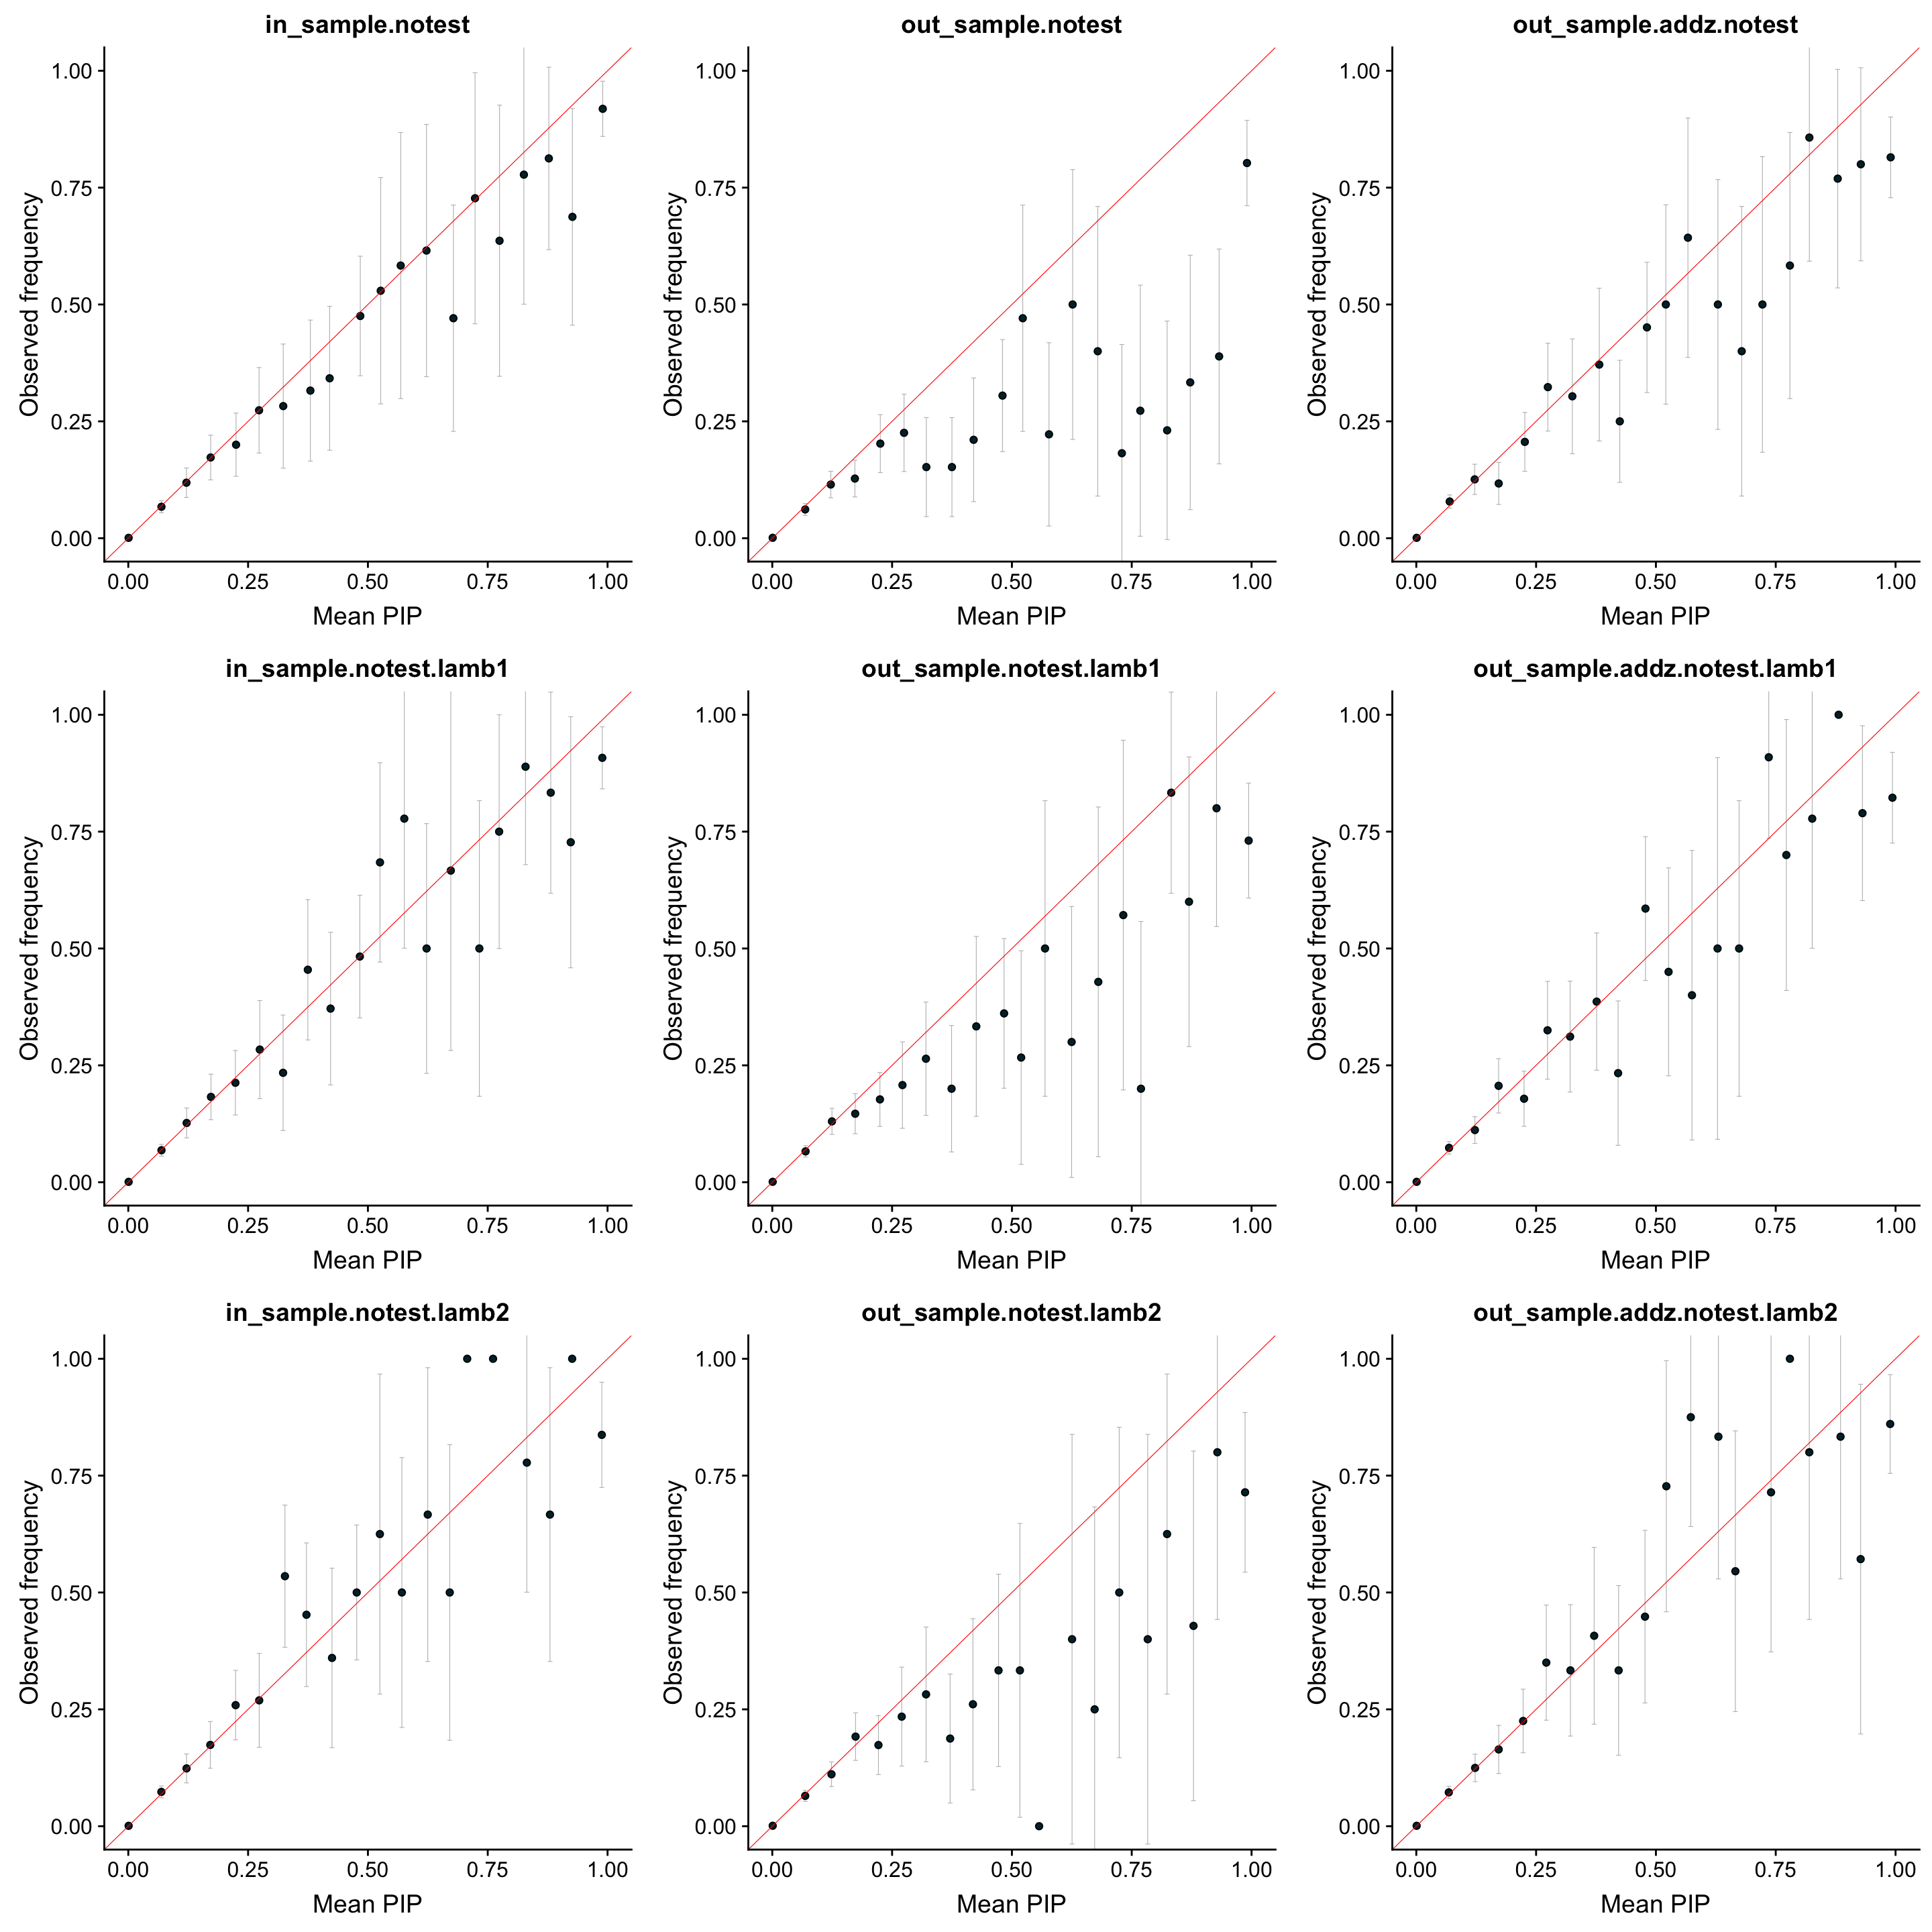 in_sample.notest
out_sample.notest
out_sample.addz.notest
1.00
0.75
0.50
0.25
0.00
Observed frequency
0.00 0.25 0.50 0.75 1.00
Mean PIP
1.00
0.75
0.50
0.25
0.00
Observed frequency
0.00 0.25 0.50 0.75 1.00
Mean PIP
1.00
0.75
0.50
0.25
0.00
Observed frequency
0.00 0.25 0.50 0.75 1.00
Mean PIP
in_sample.notest.lamb1
out_sample.notest.lamb1
out_sample.addz.notest.lamb1
1.00
0.75
0.50
0.25
0.00
Observed frequency
0.00 0.25 0.50 0.75 1.00
Mean PIP
1.00
0.75
0.50
0.25
0.00
Observed frequency
0.00 0.25 0.50 0.75 1.00
Mean PIP
1.00
0.75
0.50
0.25
0.00
Observed frequency
0.00 0.25 0.50 0.75 1.00
Mean PIP
in_sample.notest.lamb2
out_sample.notest.lamb2
out_sample.addz.notest.lamb2
1.00
0.75
0.50
0.25
0.00
Observed frequency
0.00 0.25 0.50 0.75 1.00
Mean PIP
1.00
0.75
0.50
0.25
0.00
Observed frequency
0.00 0.25 0.50 0.75 1.00
Mean PIP
1.00
0.75
0.50
0.25
0.00
Observed frequency
0.00 0.25 0.50 0.75 1.00
Mean PIP